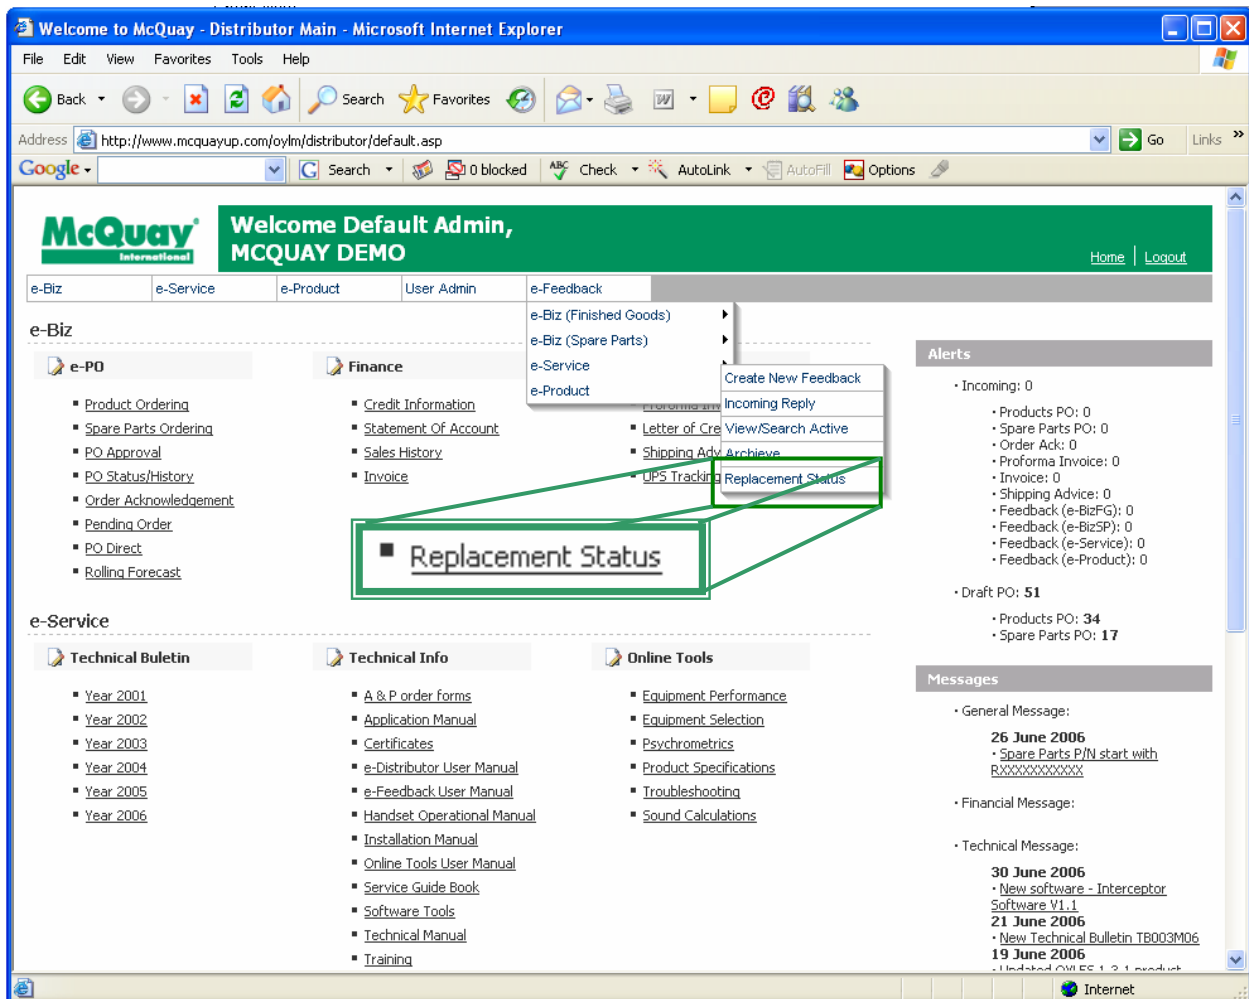 Welcome to McQuay - Distributor Main - Microsoft Internet Explorer
File Edit View Favorites Tools Help
Back Search Favorites
Address http://www.mcquayup.com/oylm/distributor/default.asp Go Links »
Google Search 0 blocked ABC Check AutoLink AutoFill Options
McQuay International
Welcome Default Admin,
MCQUAY DEMO
Home | Logout
e-Biz e-Service e-Product User Admin e-Feedback
e-Biz (Finished Goods)
e-Biz (Spare Parts)
e-Service
e-Product
Create New Feedback
Incoming Reply
View/Search Active
Archieve
Replacement Status
Replacement Status
e-Biz
e-PO
Product Ordering
Spare Parts Ordering
PO Approval
PO Status/History
Order Acknowledgement
Pending Order
PO Direct
Rolling Forecast
Finance
Credit Information
Statement Of Account
Sales History
Invoice
Letter of Cre
Shipping Adv
UPS Tracking
e-Service
Technical Buletin
Year 2001
Year 2002
Year 2003
Year 2004
Year 2005
Year 2006
Technical Info
A & P order forms
Application Manual
Certificates
e-Distributor User Manual
e-Feedback User Manual
Handset Operational Manual
Installation Manual
Online Tools User Manual
Service Guide Book
Software Tools
Technical Manual
Training
Online Tools
Equipment Performance
Equipment Selection
Psychrometrics
Product Specifications
Troubleshooting
Sound Calculations
Alerts
Incoming: 0
Products PO: 0
Spare Parts PO: 0
Order Ack: 0
Proforma Invoice: 0
Invoice: 0
Shipping Advice: 0
Feedback (e-BizFG): 0
Feedback (e-BizSP): 0
Feedback (e-Service): 0
Feedback (e-Product): 0
Draft PO: 51
Products PO: 34
Spare Parts PO: 17
Messages
General Message:
26 June 2006
Spare Parts P/N start with
RXXXXXXXXXXX
Financial Message:
Technical Message:
30 June 2006
New software - Interceptor
Software V1.1
21 June 2006
New Technical Bulletin TB003M06
19 June 2006
Internet